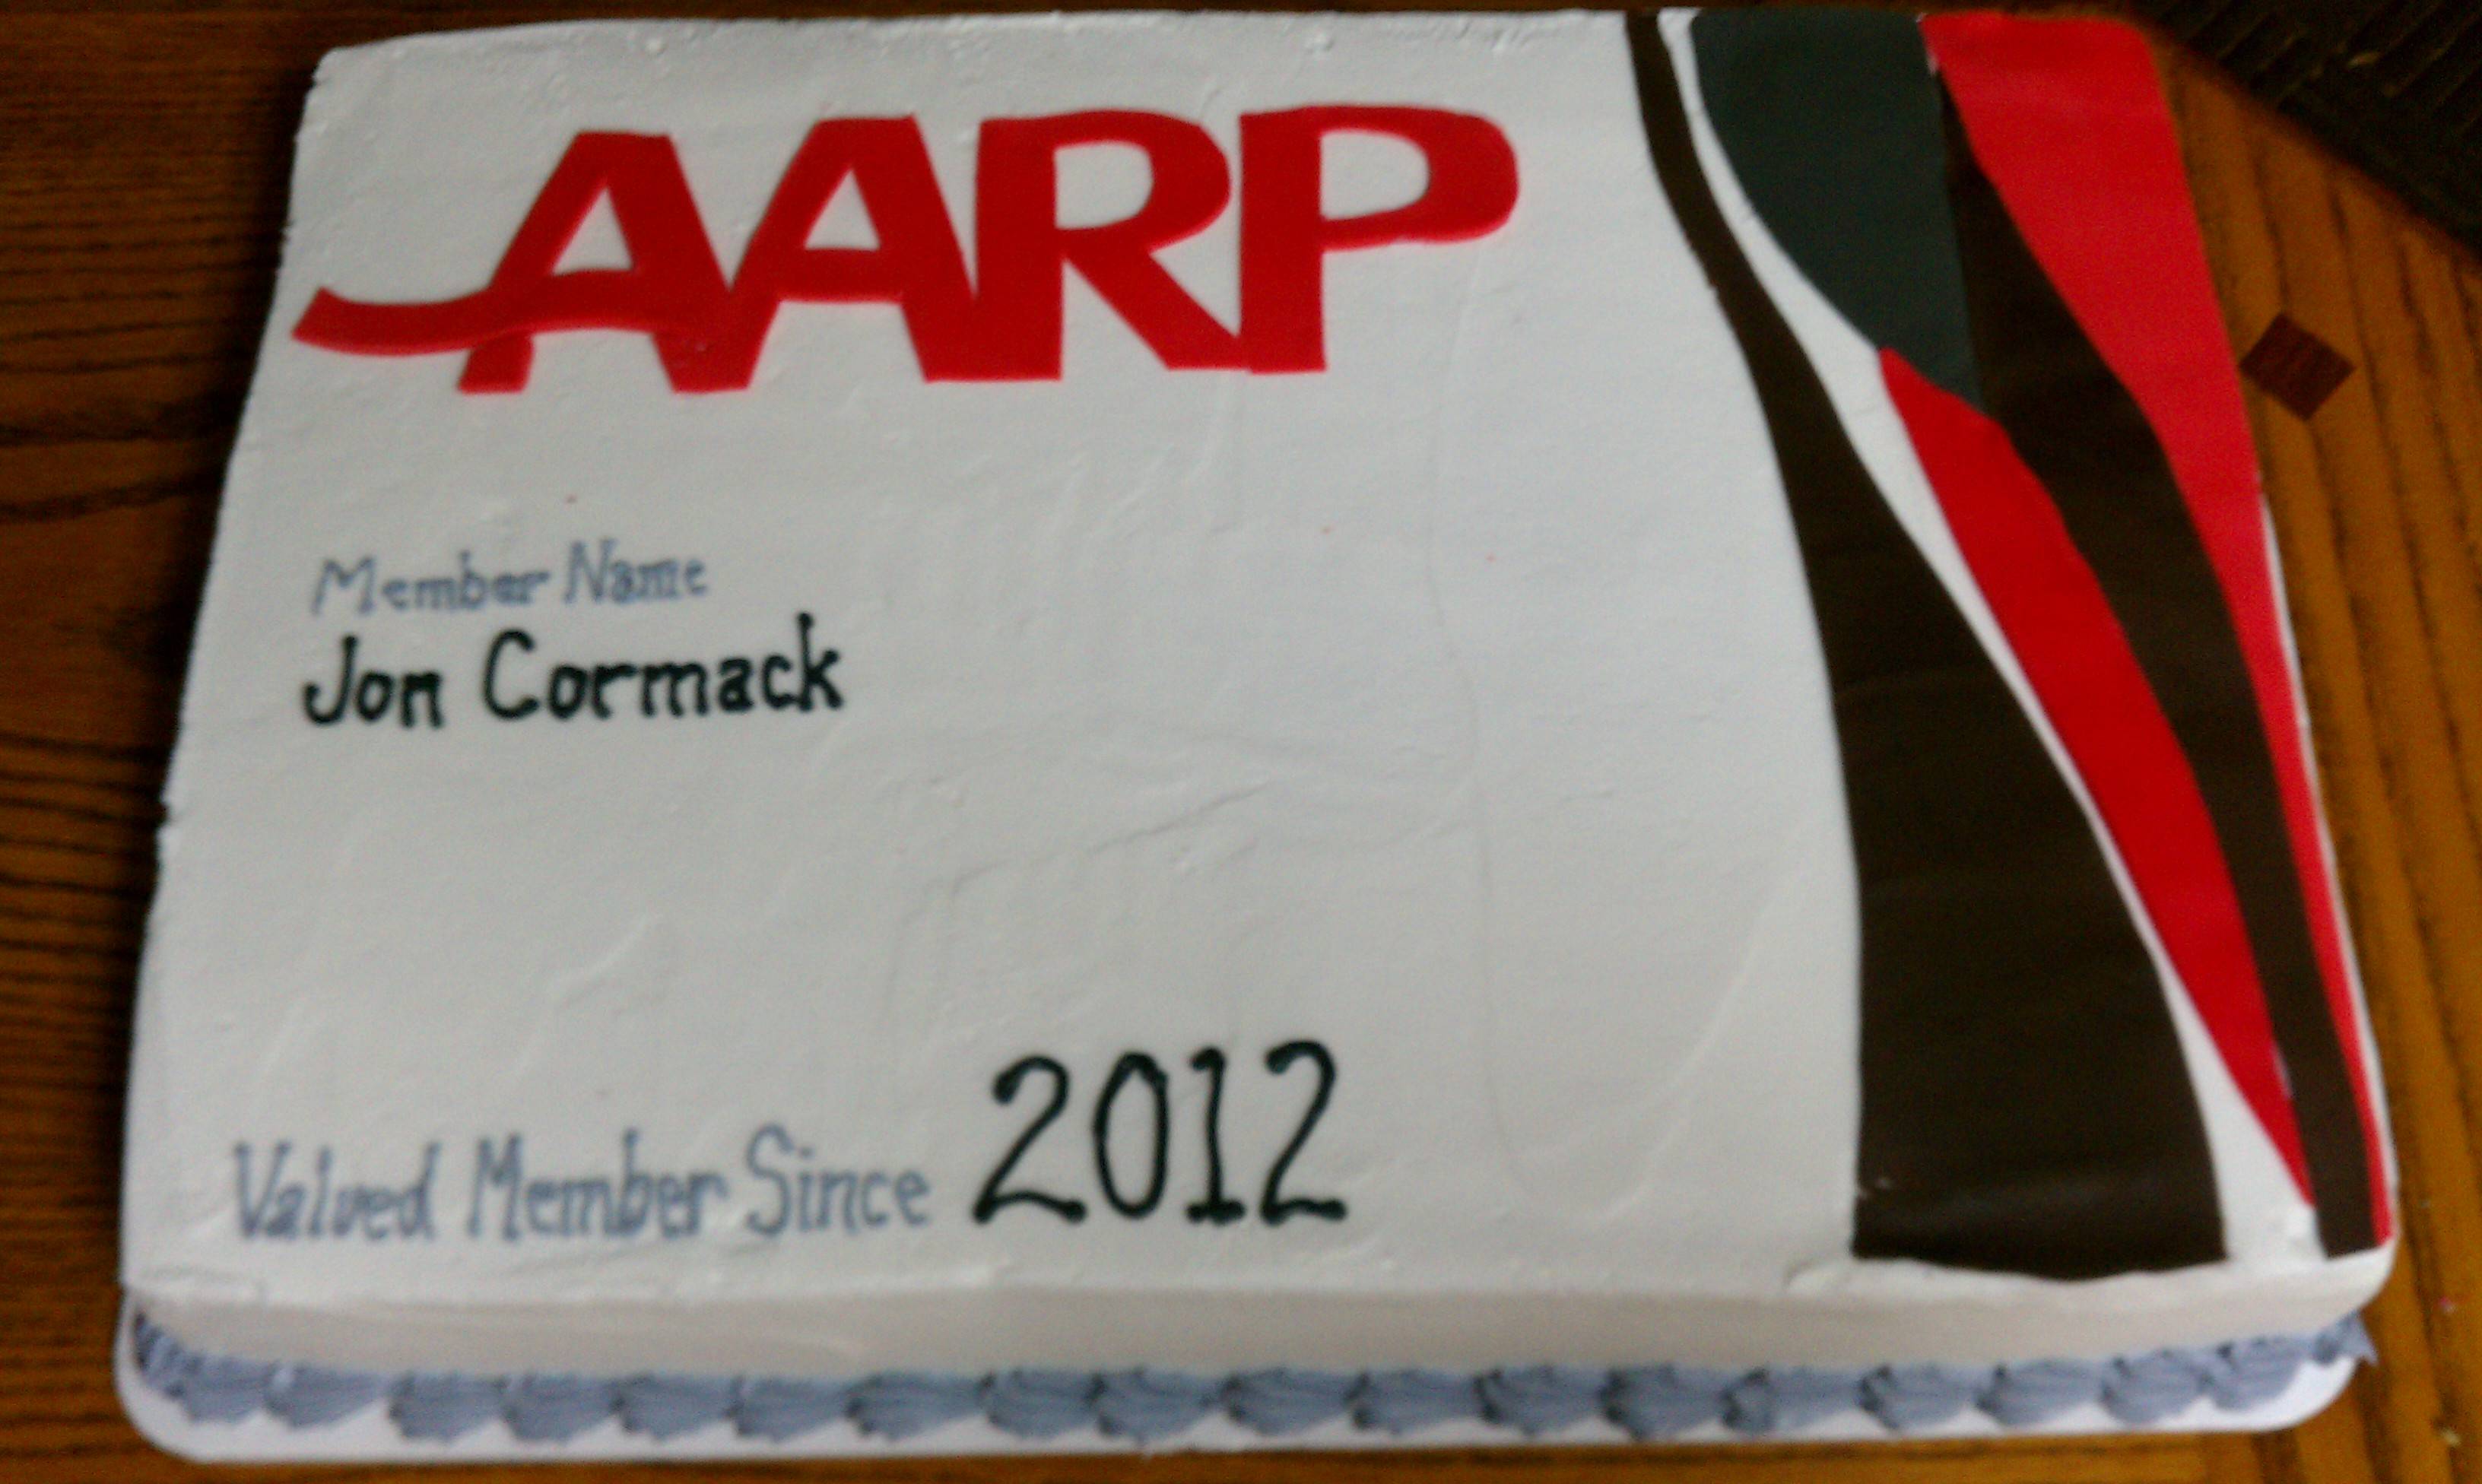 AARP
Member Name
Jon Cormack
Valued Member Since 2012